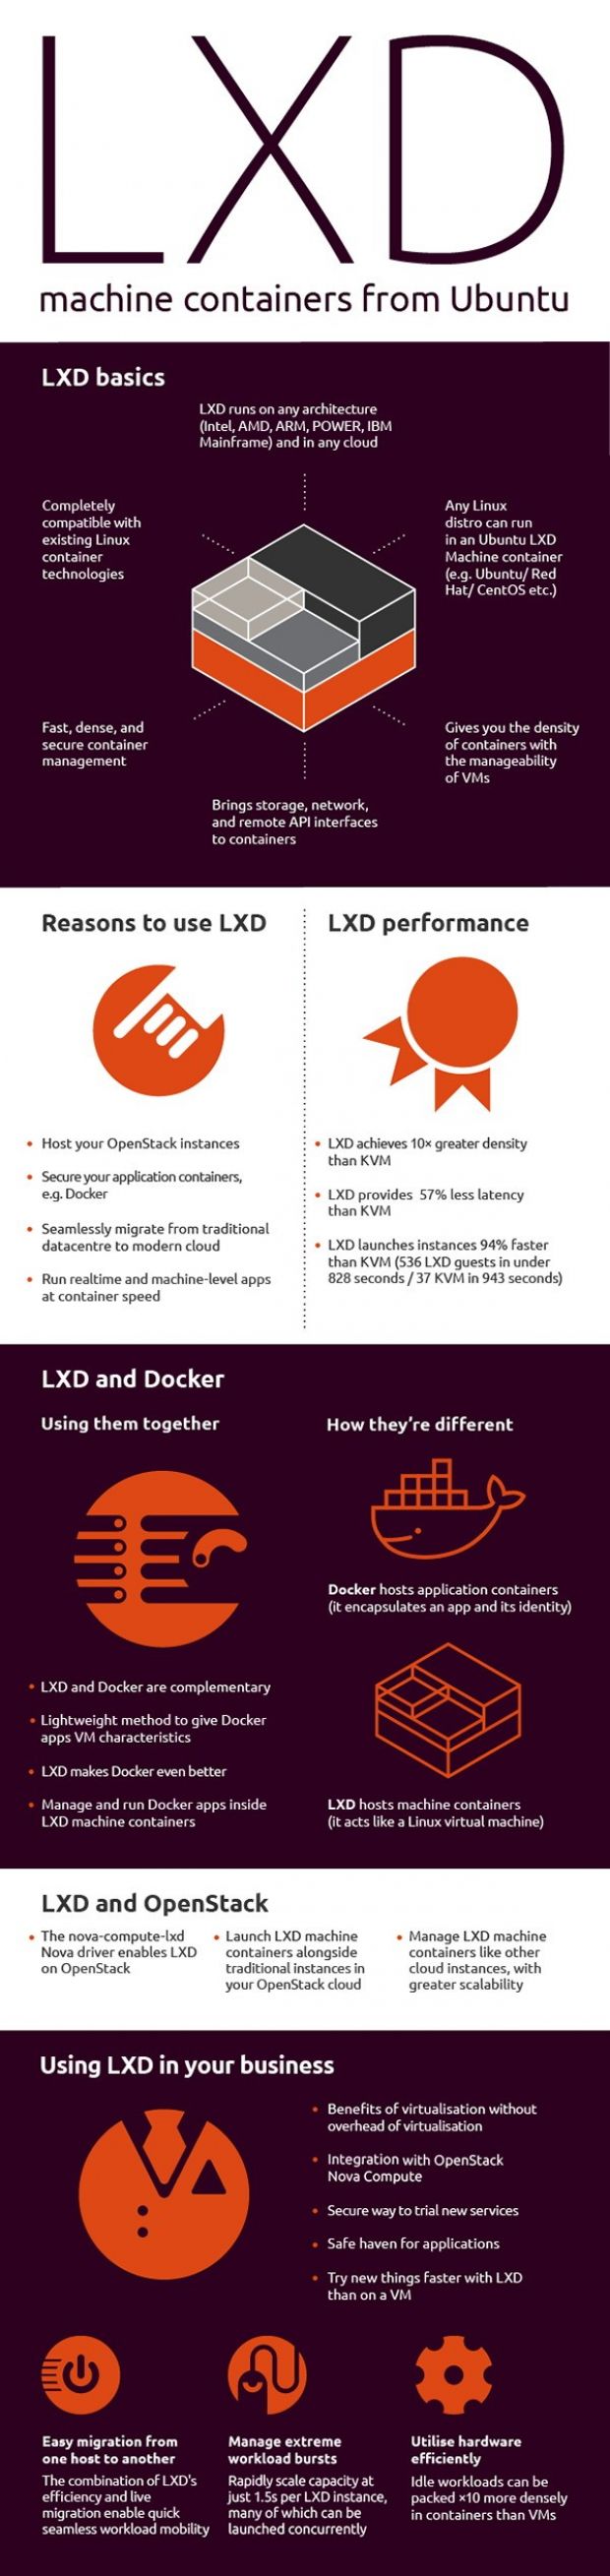 LXD
machine containers from Ubuntu
LXD basics
LXD runs on any architecture
(Intel, AMD, ARM, POWER, IBM
Mainframe) and in any cloud
Completely
compatible with
existing Linux
container
technologies
Any Linux
distro can run
in an Ubuntu LXD
Machine container
(e.g. Ubuntu/ Red
Hat/ CentOS etc.)
Fast, dense, and
secure container
management
Gives you the density
of containers with
the manageability
of VMs
Brings storage, network,
and remote API interfaces
to containers
Reasons to use LXD
• Host your OpenStack instances
• Secure your application containers,
e.g. Docker
• Seamlessly migrate from traditional
datacentre to modern cloud
• Run realtime and machine-level apps
at container speed
LXD performance
• LXD achieves 10× greater density
than KVM
• LXD provides 57% less latency
than KVM
• LXD launches instances 94% faster
than KVM (536 LXD guests in under
828 seconds / 37 KVM in 943 seconds)
LXD and Docker
Using them together
• LXD and Docker are complementary
• Lightweight method to give Docker
apps VM characteristics
• LXD makes Docker even better
• Manage and run Docker apps inside
LXD machine containers
How they're different
Docker hosts application containers
(it encapsulates an app and its identity)
LXD hosts machine containers
(it acts like a Linux virtual machine)
LXD and OpenStack
• The nova-compute-lxd
Nova driver enables LXD
on OpenStack
• Launch LXD machine
containers alongside
traditional instances in
your OpenStack cloud
• Manage LXD machine
containers like other
cloud instances, with
greater scalability
Using LXD in your business
• Benefits of virtualisation without
overhead of virtualisation
• Integration with OpenStack
Nova Compute
• Secure way to trial new services
• Safe haven for applications
• Try new things faster with LXD
than on a VM
Easy migration from
one host to another
The combination of LXD's
efficiency and live
migration enable quick
seamless workload mobility
Manage extreme
workload bursts
Rapidly scale capacity at
just 1.5s per LXD instance,
many of which can be
launched concurrently
Utilise hardware
efficiently
Idle workloads can be
packed ×10 more densely
in containers than VMs